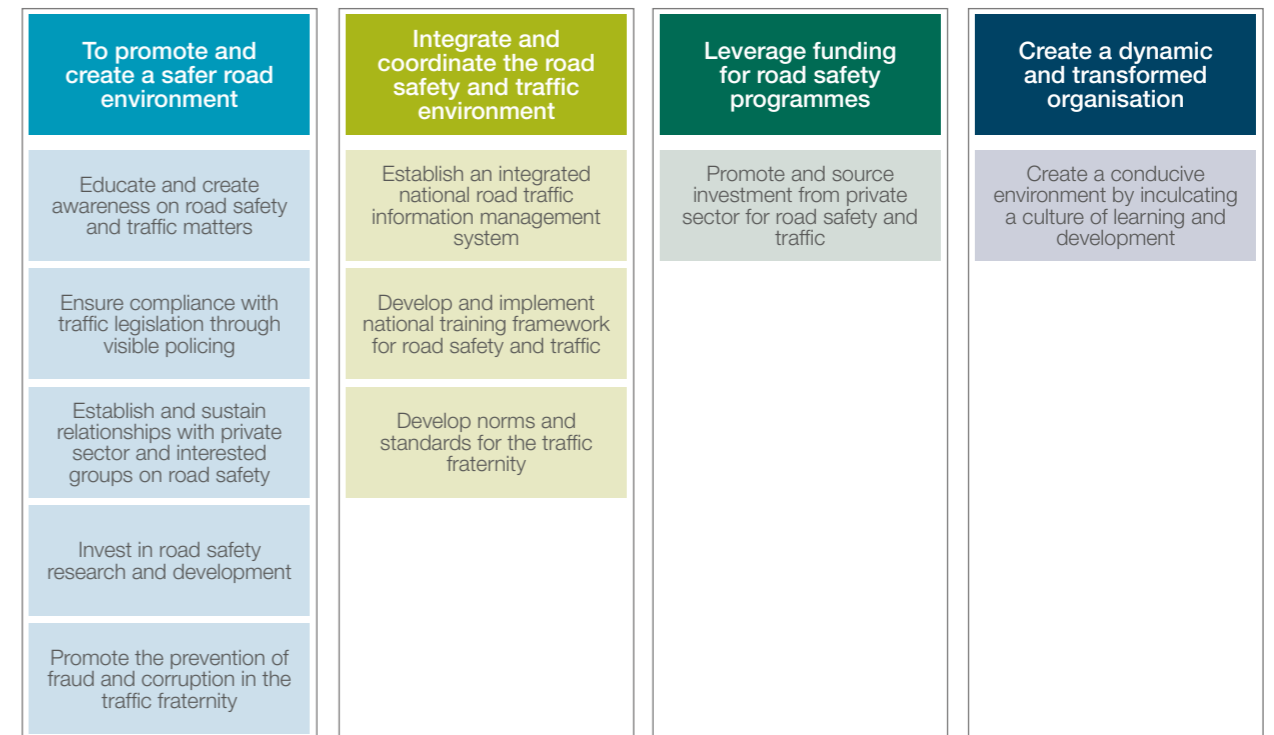 To promote and
create a safer road
environment
Educate and create
awareness on road safety
and traffic matters
Ensure compliance with
traffic legislation through
visible policing
Establish and sustain
relationships with private
sector and interested
groups on road safety
Invest in road safety
research and development
Promote the prevention of
fraud and corruption in the
traffic fraternity
Integrate and
coordinate the road
safety and traffic
environment
Establish an integrated
national road traffic
information management
system
Develop and implement
national training framework
for road safety and traffic
Develop norms and
standards for the traffic
fraternity
Leverage funding
for road safety
programmes
Promote and source
investment from private
sector for road safety and
traffic
Create a dynamic
and transformed
organisation
Create a conducive
environment by inculcating
a culture of learning and
development